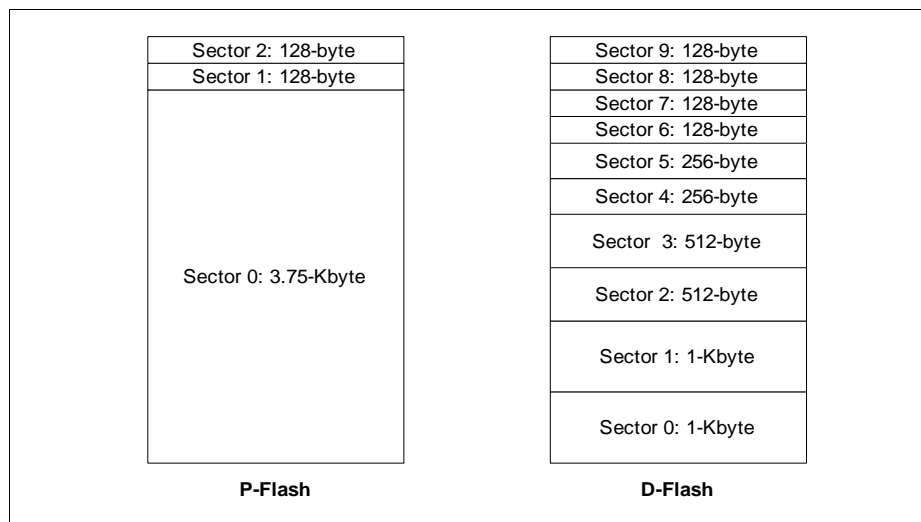 Sector 2: 128-byte
Sector 1: 128-byte
Sector 0: 3.75-Kbyte
P-Flash
Sector 9: 128-byte
Sector 8: 128-byte
Sector 7: 128-byte
Sector 6: 128-byte
Sector 5: 256-byte
Sector 4: 256-byte
Sector 3: 512-byte
Sector 2: 512-byte
Sector 1: 1-Kbyte
Sector 0: 1-Kbyte
D-Flash